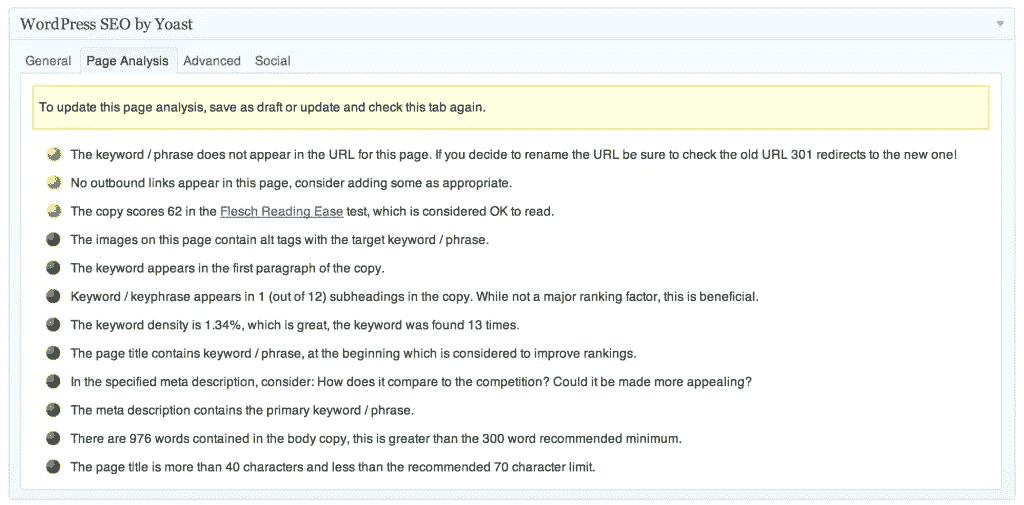 WordPress SEO by Yoast
General Page Analysis Advanced Social
To update this page analysis, save as draft or update and check this tab again.
The keyword / phrase does not appear in the URL for this page. If you decide to rename the URL be sure to check the old URL 301 redirects to the new one!
No outbound links appear in this page, consider adding some as appropriate.
The copy scores 62 in the Flesch Reading Ease test, which is considered OK to read.
The images on this page contain alt tags with the target keyword / phrase.
The keyword appears in the first paragraph of the copy.
Keyword / keyphrase appears in 1 (out of 12) subheadings in the copy. While not a major ranking factor, this is beneficial.
The keyword density is 1.34%, which is great, the keyword was found 13 times.
The page title contains keyword / phrase, at the beginning which is considered to improve rankings.
In the specified meta description, consider: How does it compare to the competition? Could it be made more appealing?
The meta description contains the primary keyword / phrase.
There are 976 words contained in the body copy, this is greater than the 300 word recommended minimum.
The page title is more than 40 characters and less than the recommended 70 character limit.